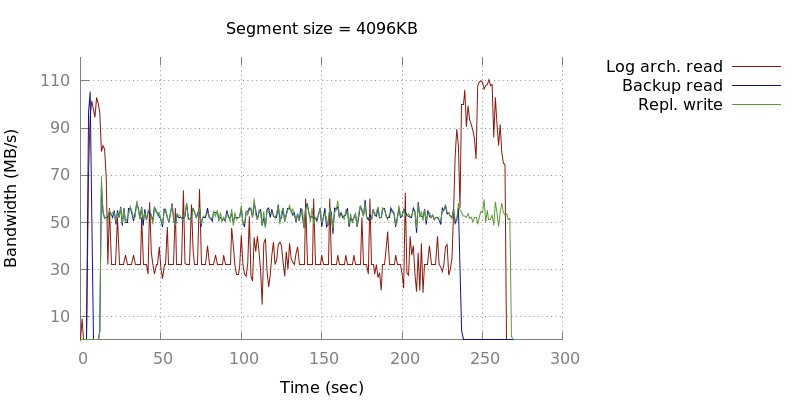 Segment size = 4096KB
Log arch. read
Backup read
Repl. write
Bandwidth (MB/s)
110
90
70
50
30
10
0 50 100 150 200 250 300
Time (sec)